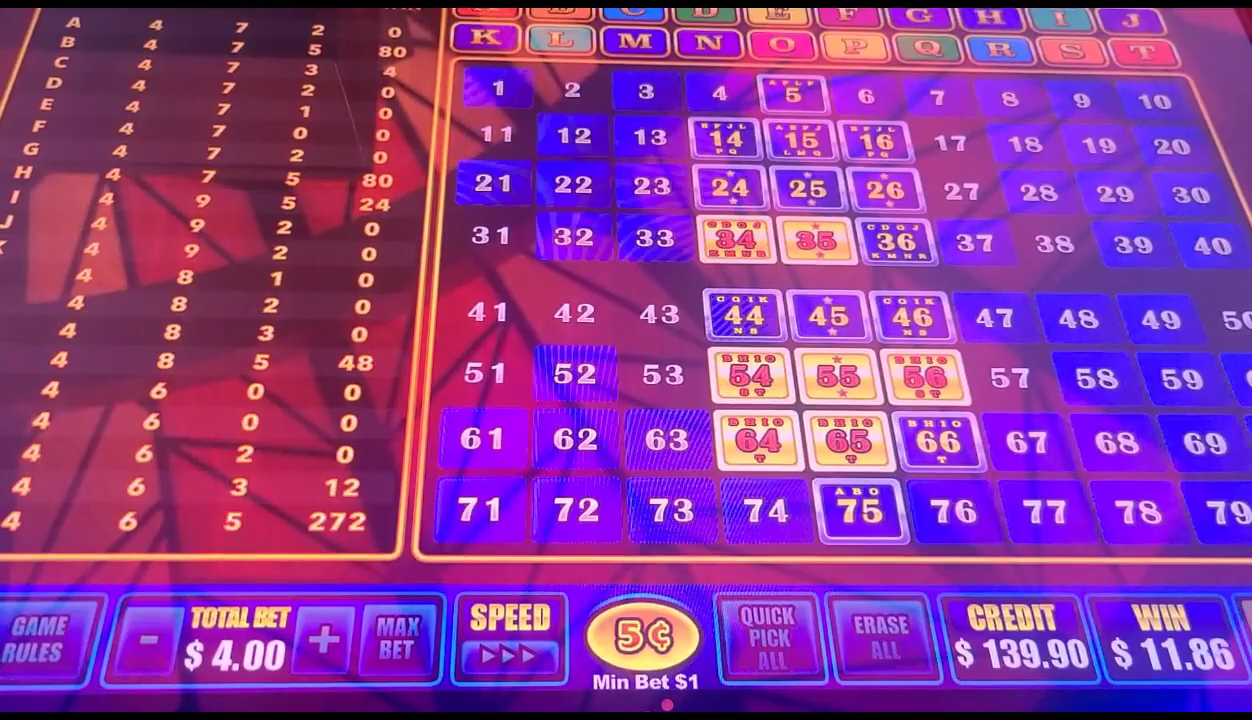 A 4 7 2 0
B 4 7 5 80
C 4 7 3 4
D 4 7 2 0
E 4 7 1 0
F 4 7 0 0
G 4 7 2 0
H 4 7 5 80
I 4 9 5 24
J 4 9 2 0
K 4 9 2 0
4 8 1 0
4 8 2 0
4 8 3 0
4 8 5 48
4 6 0 0
4 6 0 0
4 6 2 0
4 6 3 12
4 6 5 272
C D E F G H I J
K L M N O P Q R S T
1 2 3 4 5 6 7 8 9 10
11 12 13 14 15 16 17 18 19 20
21 22 23 24 25 26 27 28 29 30
31 32 33 34 35 36 37 38 39 40
41 42 43 44 45 46 47 48 49
51 52 53 54 55 56 57 58 59
61 62 63 64 65 66 67 68 69
71 72 73 74 75 76 77 78 79
GAME RULES
-
TOTAL BET
$ 4.00
+
MAX BET
SPEED
5¢
Min Bet $1
QUICK PICK ALL
ERASE ALL
CREDIT
$ 139.90
WIN
$ 11.86